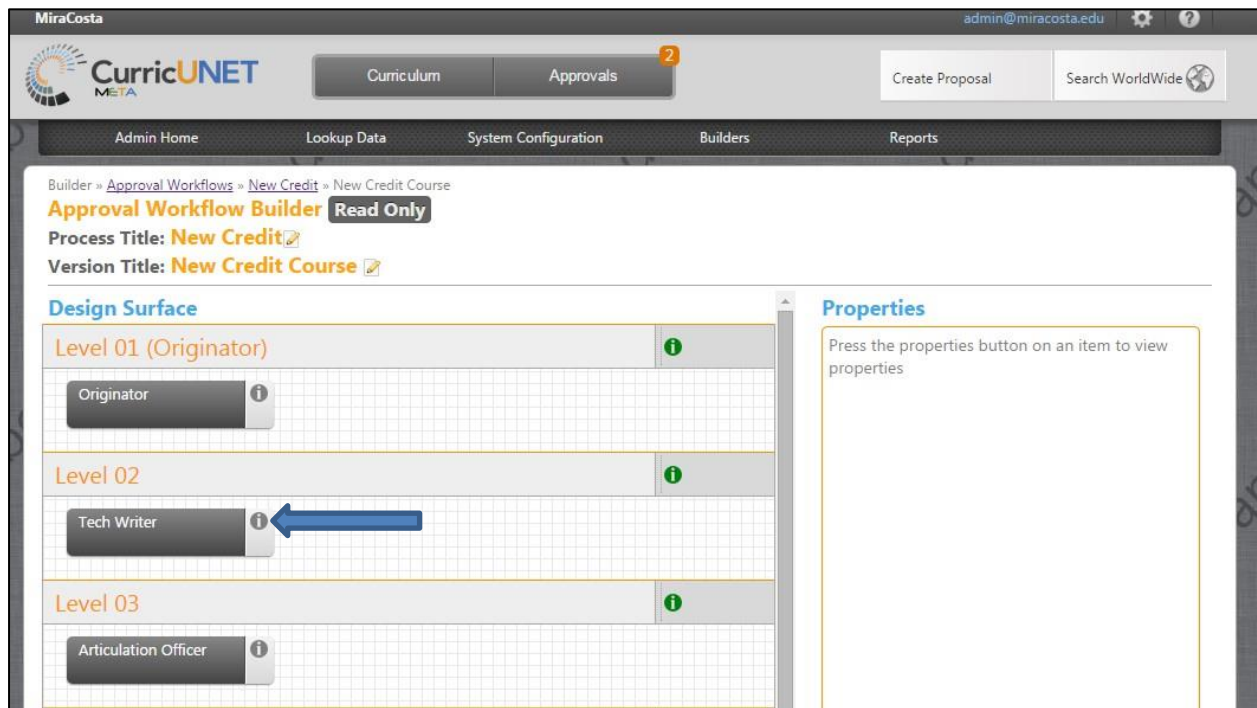 MiraCosta
admin@miracosta.edu
CurricUNET
META
Curriculum
Approvals
2
Create Proposal
Search WorldWide
Admin Home
Lookup Data
System Configuration
Builders
Reports
Builder » Approval Workflows » New Credit » New Credit Course
Approval Workflow Builder Read Only
Process Title: New Credit
Version Title: New Credit Course
Design Surface
Level 01 (Originator)
Originator
Level 02
Tech Writer
Level 03
Articulation Officer
Properties
Press the properties button on an item to view
properties